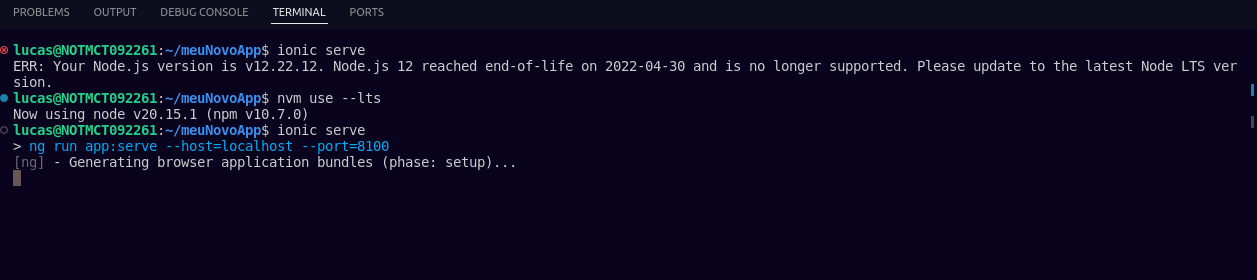 PROBLEMS OUTPUT DEBUG CONSOLE TERMINAL PORTS
lucas@NOTMCT092261:~/meuNovoApp$ ionic serve
ERR: Your Node.js version is v12.22.12. Node.js 12 reached end-of-life on 2022-04-30 and is no longer supported. Please update to the latest Node LTS ver
sion.
lucas@NOTMCT092261:~/meuNovoApp$ nvm use --lts
Now using node v20.15.1 (npm v10.7.0)
lucas@NOTMCT092261:~/meuNovoApp$ ionic serve
> ng run app:serve --host=localhost --port=8100
[ng] - Generating browser application bundles (phase: setup)...